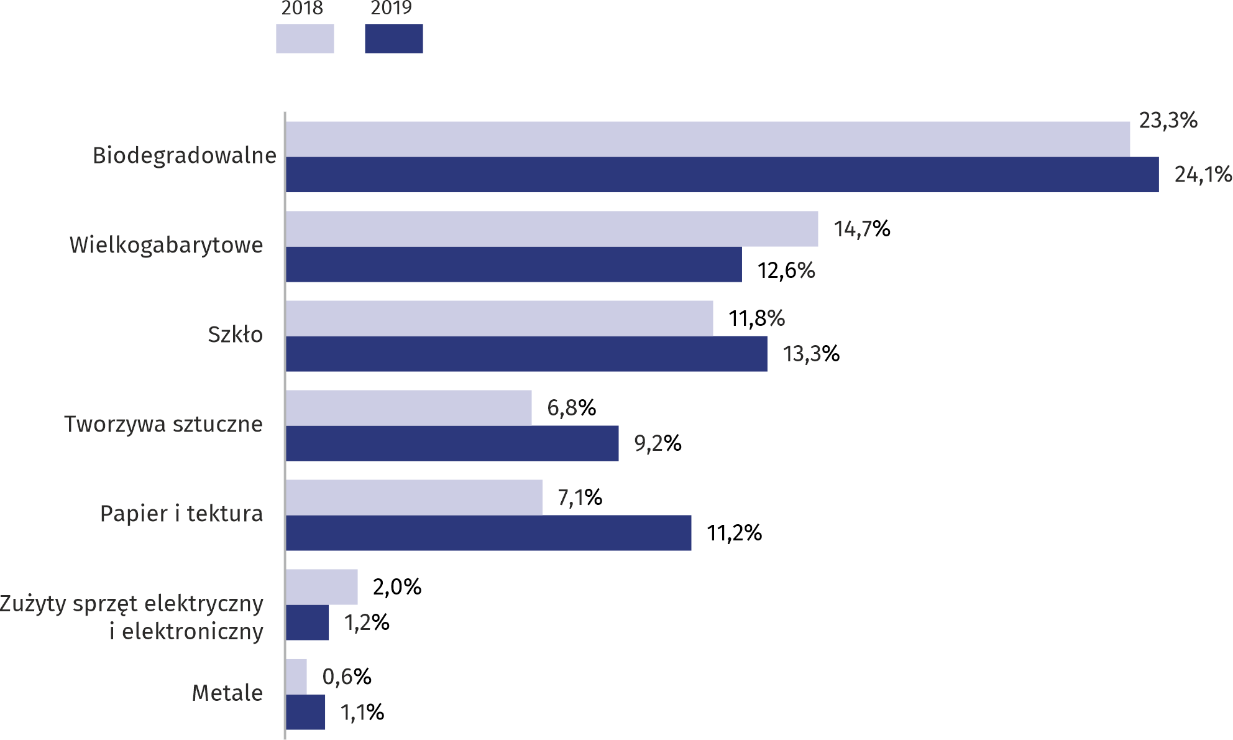 2018 2019
Biodegradowalne
23,3%
24,1%
Wielkogabarytowe
14,7%
12,6%
Szkło
11,8%
13,3%
Tworzywa sztuczne
6,8%
9,2%
Papier i tektura
7,1%
11,2%
Zużyty sprzęt elektryczny
i elektroniczny
2,0%
1,2%
Metale
0,6%
1,1%